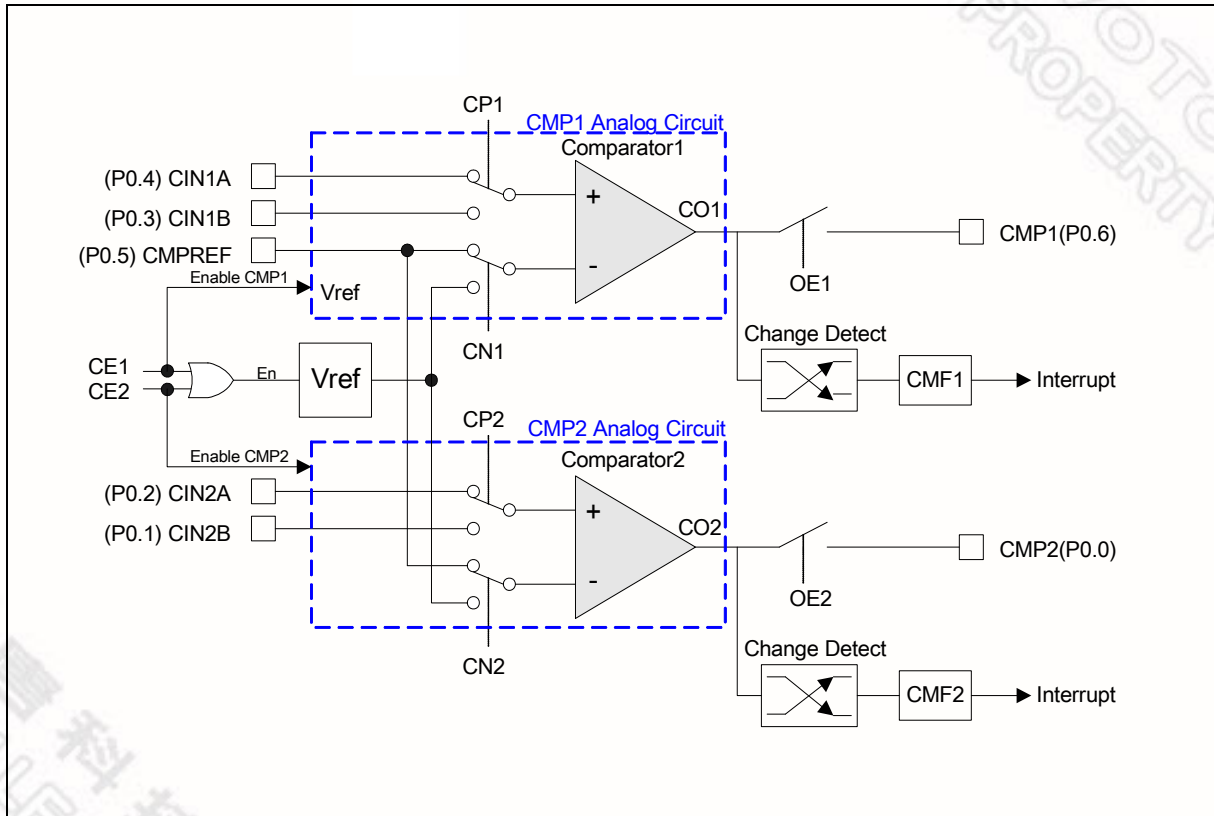 CP1
CMP1 Analog Circuit
Comparator1
(P0.4) CIN1A
(P0.3) CIN1B
(P0.5) CMPREF
Enable CMP1
Vref
+
-
CO1
OE1
CMP1(P0.6)
CN1
Change Detect
CMF1
Interrupt
CE1
CE2
En
Vref
CP2
CMP2 Analog Circuit
Enable CMP2
Comparator2
(P0.2) CIN2A
(P0.1) CIN2B
+
-
CO2
OE2
CMP2(P0.0)
CN2
Change Detect
CMF2
Interrupt
PROPERTY
科